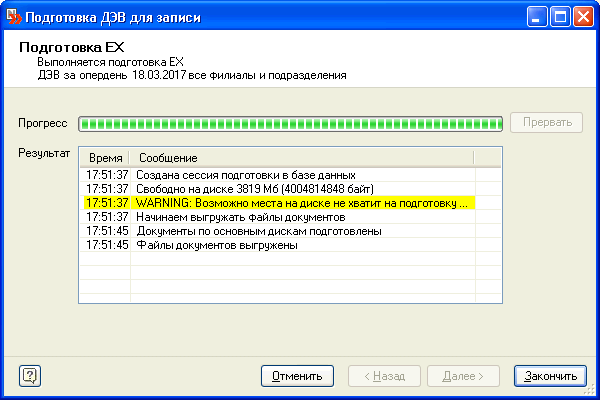 Подготовка ДЭВ для записи
Подготовка EX
Выполняется подготовка EX
ДЭВ за опердень 18.03.2017 все филиалы и подразделения
Прогресс
Прервать
Результат
Время Сообщение
17:51:37 Создана сессия подготовки в базе данных
17:51:37 Свободно на диске 3819 Мб (4004814848 байт)
17:51:37 WARNING: Возможно места на диске не хватит на подготовку ...
17:51:37 Начинаем выгружать файлы документов
17:51:45 Документы по основным дискам подготовлены
17:51:45 Файлы документов выгружены
? Отменить < Назад Далее > Закончить